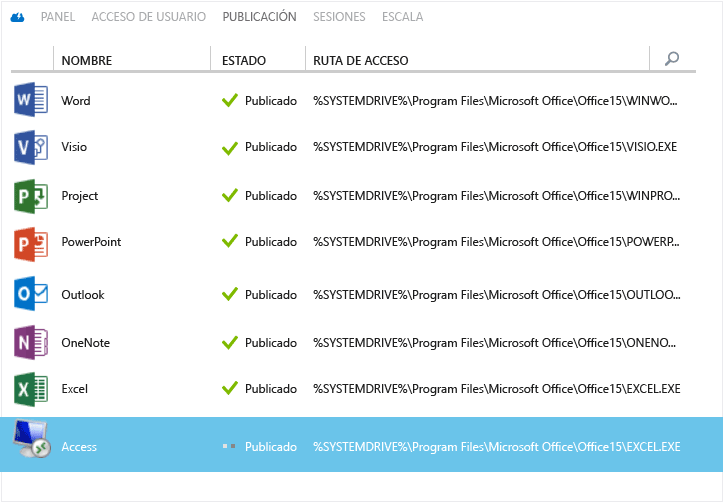 PANEL ACCESO DE USUARIO PUBLICACIÓN SESIONES ESCALA
NOMBRE ESTADO RUTA DE ACCESO
Word Publicado %SYSTEMDRIVE%\Program Files\Microsoft Office\Office15\WINWO...
Visio Publicado %SYSTEMDRIVE%\Program Files\Microsoft Office\Office15\VISIO.EXE
Project Publicado %SYSTEMDRIVE%\Program Files\Microsoft Office\Office15\WINPRO...
PowerPoint Publicado %SYSTEMDRIVE%\Program Files\Microsoft Office\Office15\POWERP...
Outlook Publicado %SYSTEMDRIVE%\Program Files\Microsoft Office\Office15\OUTLOO...
OneNote Publicado %SYSTEMDRIVE%\Program Files\Microsoft Office\Office15\ONENO...
Excel Publicado %SYSTEMDRIVE%\Program Files\Microsoft Office\Office15\EXCEL.EXE
Access Publicado %SYSTEMDRIVE%\Program Files\Microsoft Office\Office15\EXCEL.EXE